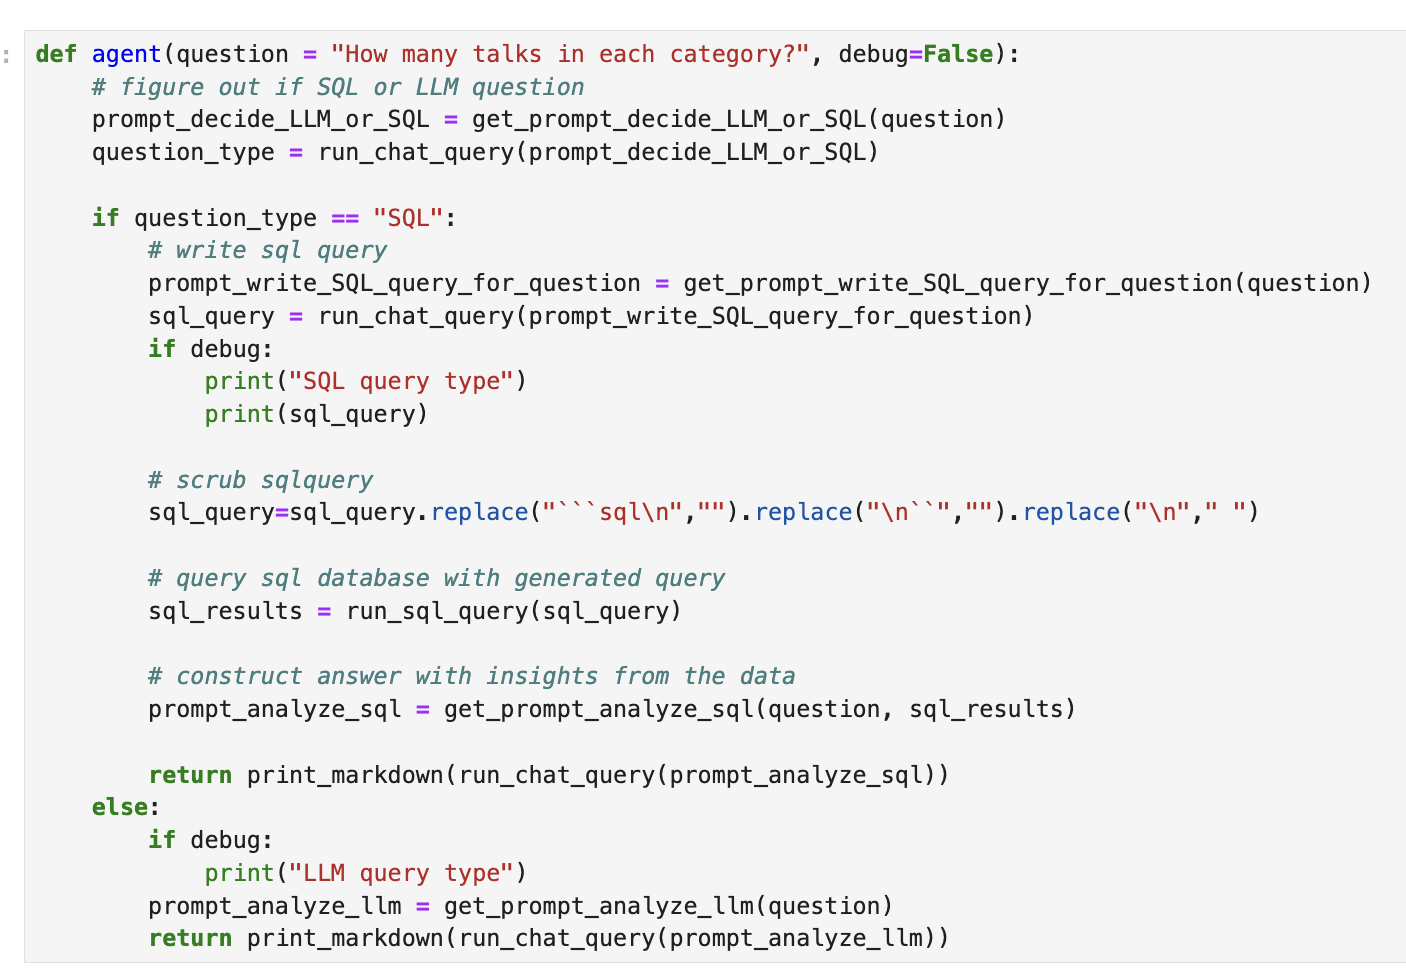 def agent(question = "How many talks in each category?", debug=False):
    # figure out if SQL or LLM question
    prompt_decide_LLM_or_SQL = get_prompt_decide_LLM_or_SQL(question)
    question_type = run_chat_query(prompt_decide_LLM_or_SQL)

    if question_type == "SQL":
        # write sql query
        prompt_write_SQL_query_for_question = get_prompt_write_SQL_query_for_question(question)
        sql_query = run_chat_query(prompt_write_SQL_query_for_question)
        if debug:
            print("SQL query type")
            print(sql_query)

        # scrub sqlquery
        sql_query=sql_query.replace("```sql\n","").replace("\n``","").replace("\n"," ")

        # query sql database with generated query
        sql_results = run_sql_query(sql_query)

        # construct answer with insights from the data
        prompt_analyze_sql = get_prompt_analyze_sql(question, sql_results)

        return print_markdown(run_chat_query(prompt_analyze_sql))
    else:
        if debug:
            print("LLM query type")
        prompt_analyze_llm = get_prompt_analyze_llm(question)
        return print_markdown(run_chat_query(prompt_analyze_llm))